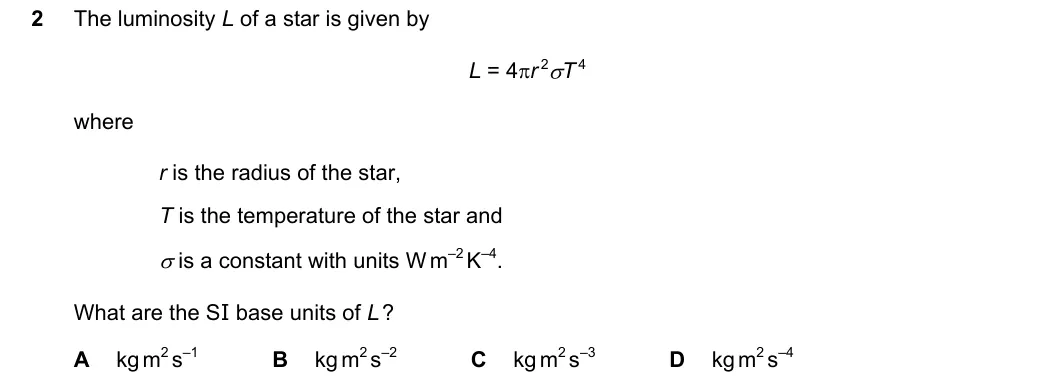 2 The luminosity L of a star is given by
L = 4πr²σT⁴
where
r is the radius of the star,
T is the temperature of the star and
σ is a constant with units W m⁻² K⁻⁴.
What are the SI base units of L?
A kg m² s⁻¹ B kg m² s⁻² C kg m² s⁻³ D kg m² s⁻⁴